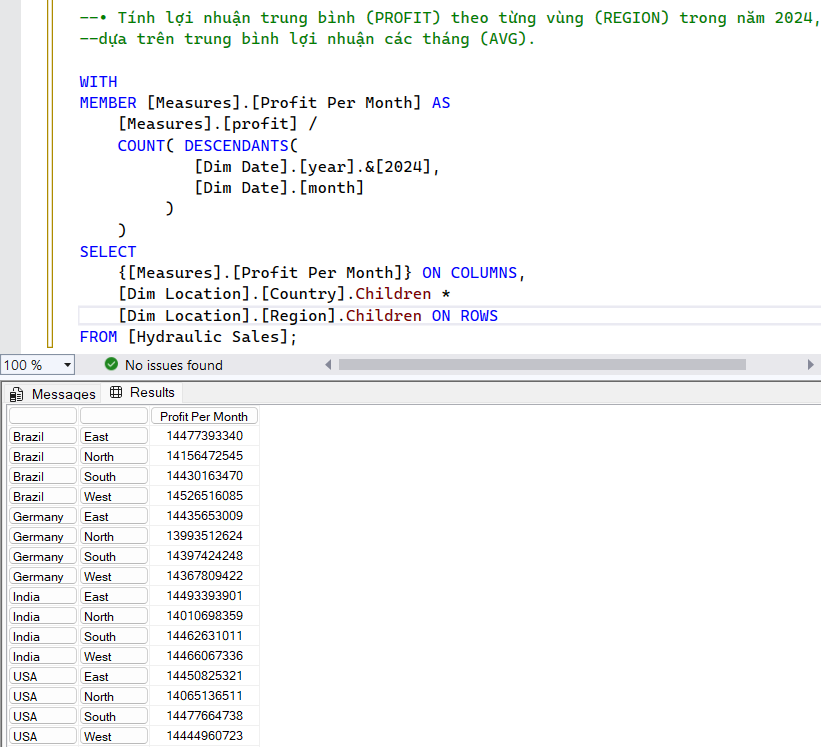 --• Tính lợi nhuận trung bình (PROFIT) theo từng vùng (REGION) trong năm 2024,
--dựa trên trung bình lợi nhuận các tháng (AVG).
WITH
MEMBER [Measures].[Profit Per Month] AS
[Measures].[profit] /
COUNT( DESCENDANTS(
[Dim Date].[year].&[2024],
[Dim Date].[month]
)
)
SELECT
{[Measures].[Profit Per Month]} ON COLUMNS,
[Dim Location].[Country].Children *
[Dim Location].[Region].Children ON ROWS
FROM [Hydraulic Sales];
100 % No issues found
Messages Results
Profit Per Month
Brazil East 14477393340
Brazil North 14156472545
Brazil South 14430163470
Brazil West 14526516085
Germany East 14435653009
Germany North 13993512624
Germany South 14397424248
Germany West 14367809422
India East 14493393901
India North 14010698359
India South 14462631011
India West 14466067336
USA East 14450825321
USA North 14065136511
USA South 14477664738
USA West 14444960723